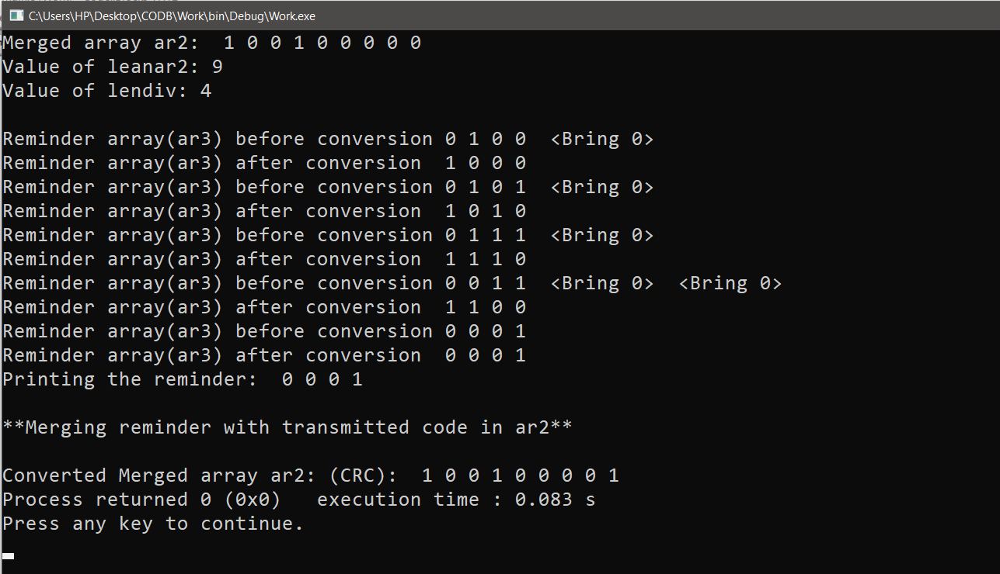 C:\Users\HP\Desktop\CODB\Work\bin\Debug\Work.exe
Merged array ar2:  1 0 0 1 0 0 0 0 0
Value of leanar2: 9
Value of lendiv: 4
Reminder array(ar3) before conversion 0 1 0 0  <Bring 0>
Reminder array(ar3) after conversion  1 0 0 0
Reminder array(ar3) before conversion 0 1 0 1  <Bring 0>
Reminder array(ar3) after conversion  1 0 1 0
Reminder array(ar3) before conversion 0 1 1 1  <Bring 0>
Reminder array(ar3) after conversion  1 1 1 0
Reminder array(ar3) before conversion 0 0 1 1  <Bring 0>  <Bring 0>
Reminder array(ar3) after conversion  1 1 0 0
Reminder array(ar3) before conversion 0 0 0 1
Reminder array(ar3) after conversion  0 0 0 1
Printing the reminder:  0 0 0 1
**Merging reminder with transmitted code in ar2**
Converted Merged array ar2: (CRC):  1 0 0 1 0 0 0 0 1
Process returned 0 (0x0)   execution time : 0.083 s
Press any key to continue.